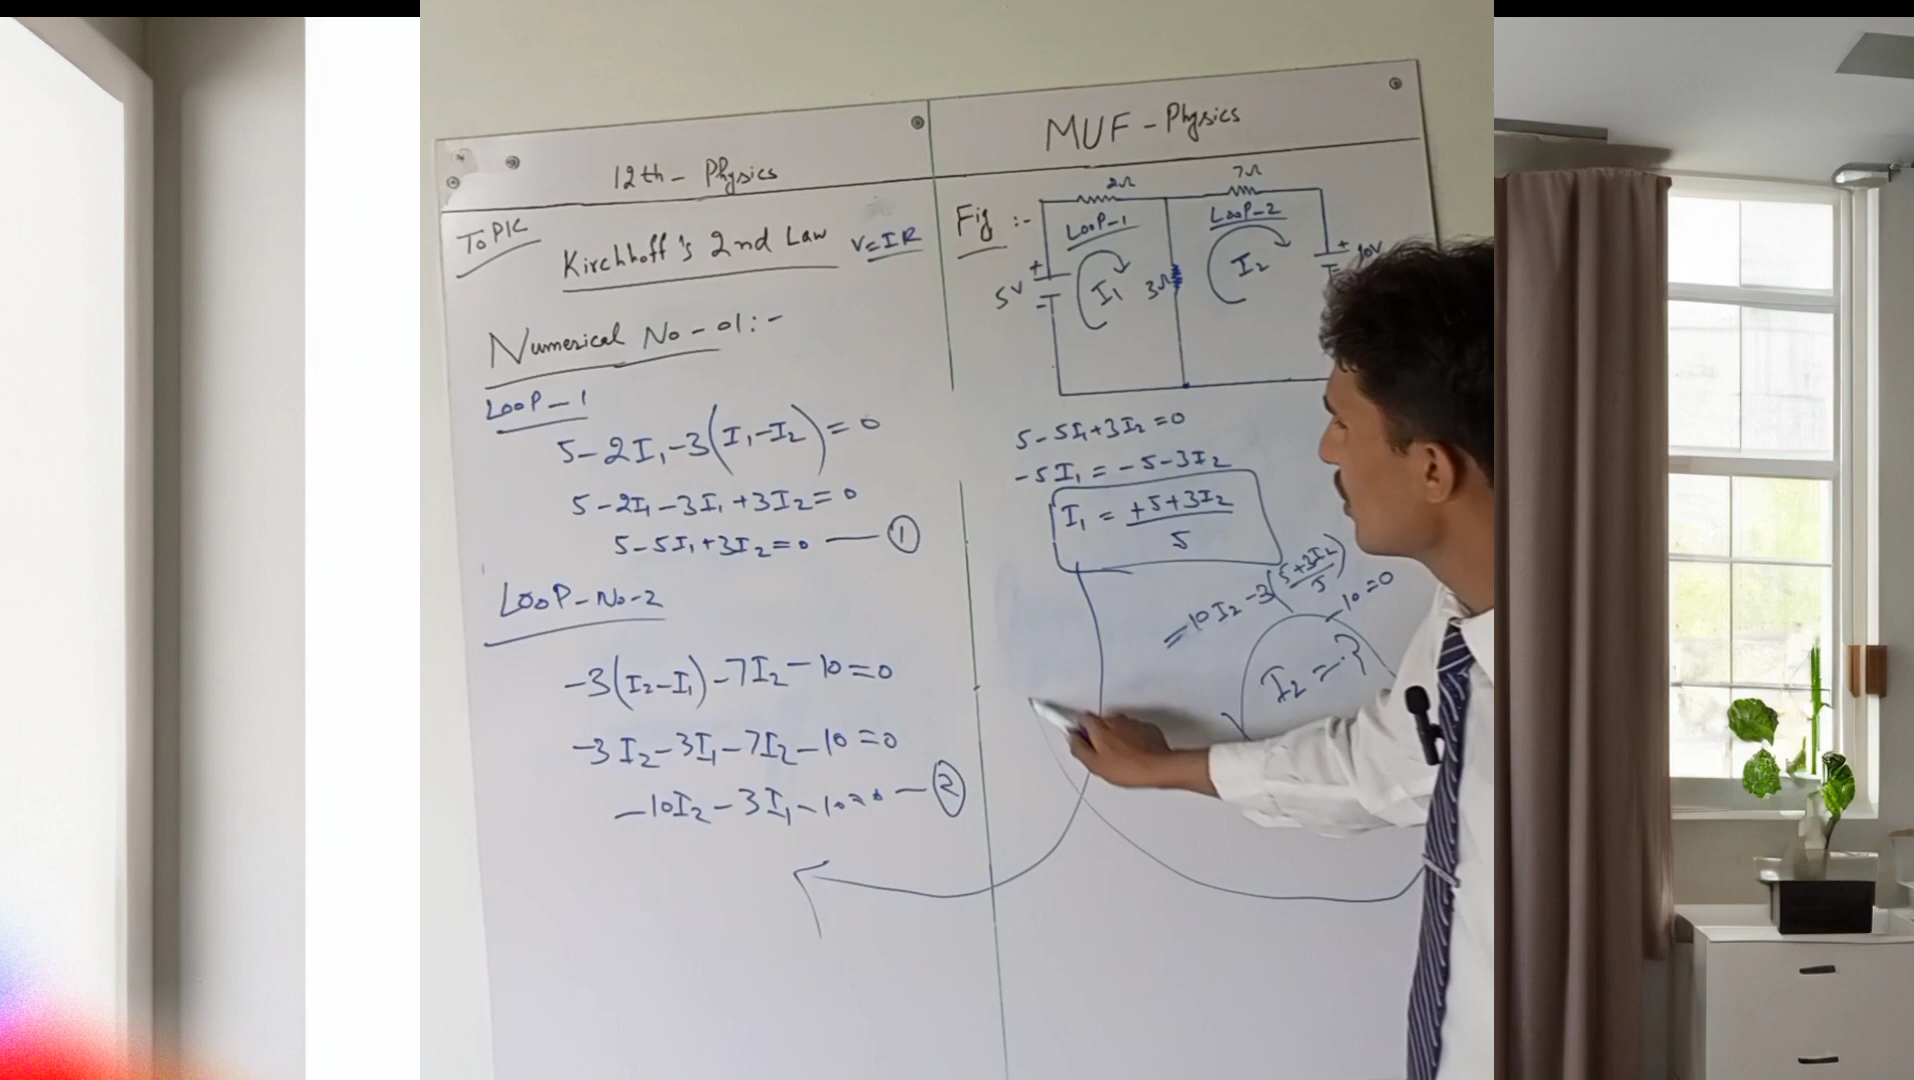 12th - Physics
MUF - Physics
TOPIC
Kirchhoff's 2nd Law V=IR
Numerical No - 01:-
LOOP - 1
5-2I₁-3(I₁-I₂)=0
5-2I₁-3I₁+3I₂=0
5-5I₁+3I₂=0 — ①
LOOP-No-2
-3(I₂-I₁)-7I₂-10=0
-3I₂-3I₁-7I₂-10=0
-10I₂-3I₁-10=0 — ②
Fig :-
2Ω
7Ω
LOOP-1
LOOP-2
+
5V
-
I₁
3Ω
I₂
+
10V
-
5-5I₁+3I₂=0
-5I₁=-5-3I₂
I₁=+5+3I₂/5
=10I₂-3(5+3I₂/5)-10=0
I₂=?